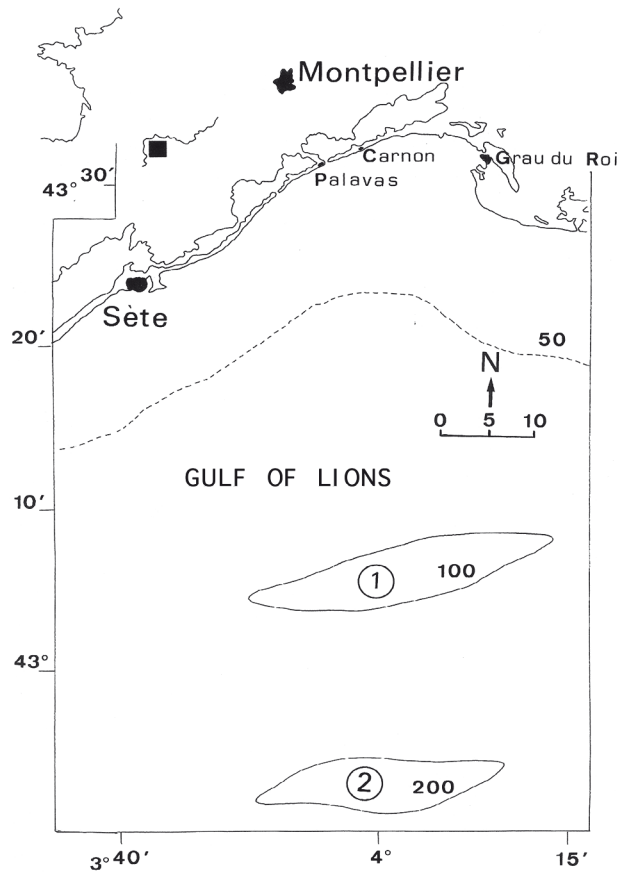 Montpellier
Carnon
Grau du Roi
Palavas
43° 30'
Sète
20'
50
N
0 5 10
GULF OF LIONS
10'
1 100
43°
2 200
3° 40' 4° 15'